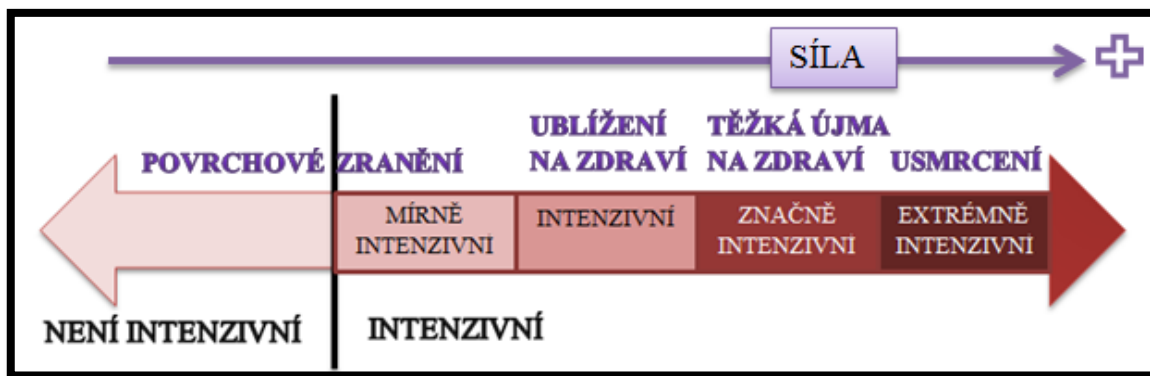 SÍLA
POVRCHOVÉ ZRANĚNÍ
UBLÍŽENÍ
NA ZDRAVÍ
TĚŽKÁ ÚJMA
NA ZDRAVÍ
USMRCENÍ
MÍRNĚ
INTENZIVNÍ
INTENZIVNÍ
ZNAČNĚ
INTENZIVNÍ
EXTRÉMNĚ
INTENZIVNÍ
NENÍ INTENZIVNÍ
INTENZIVNÍ